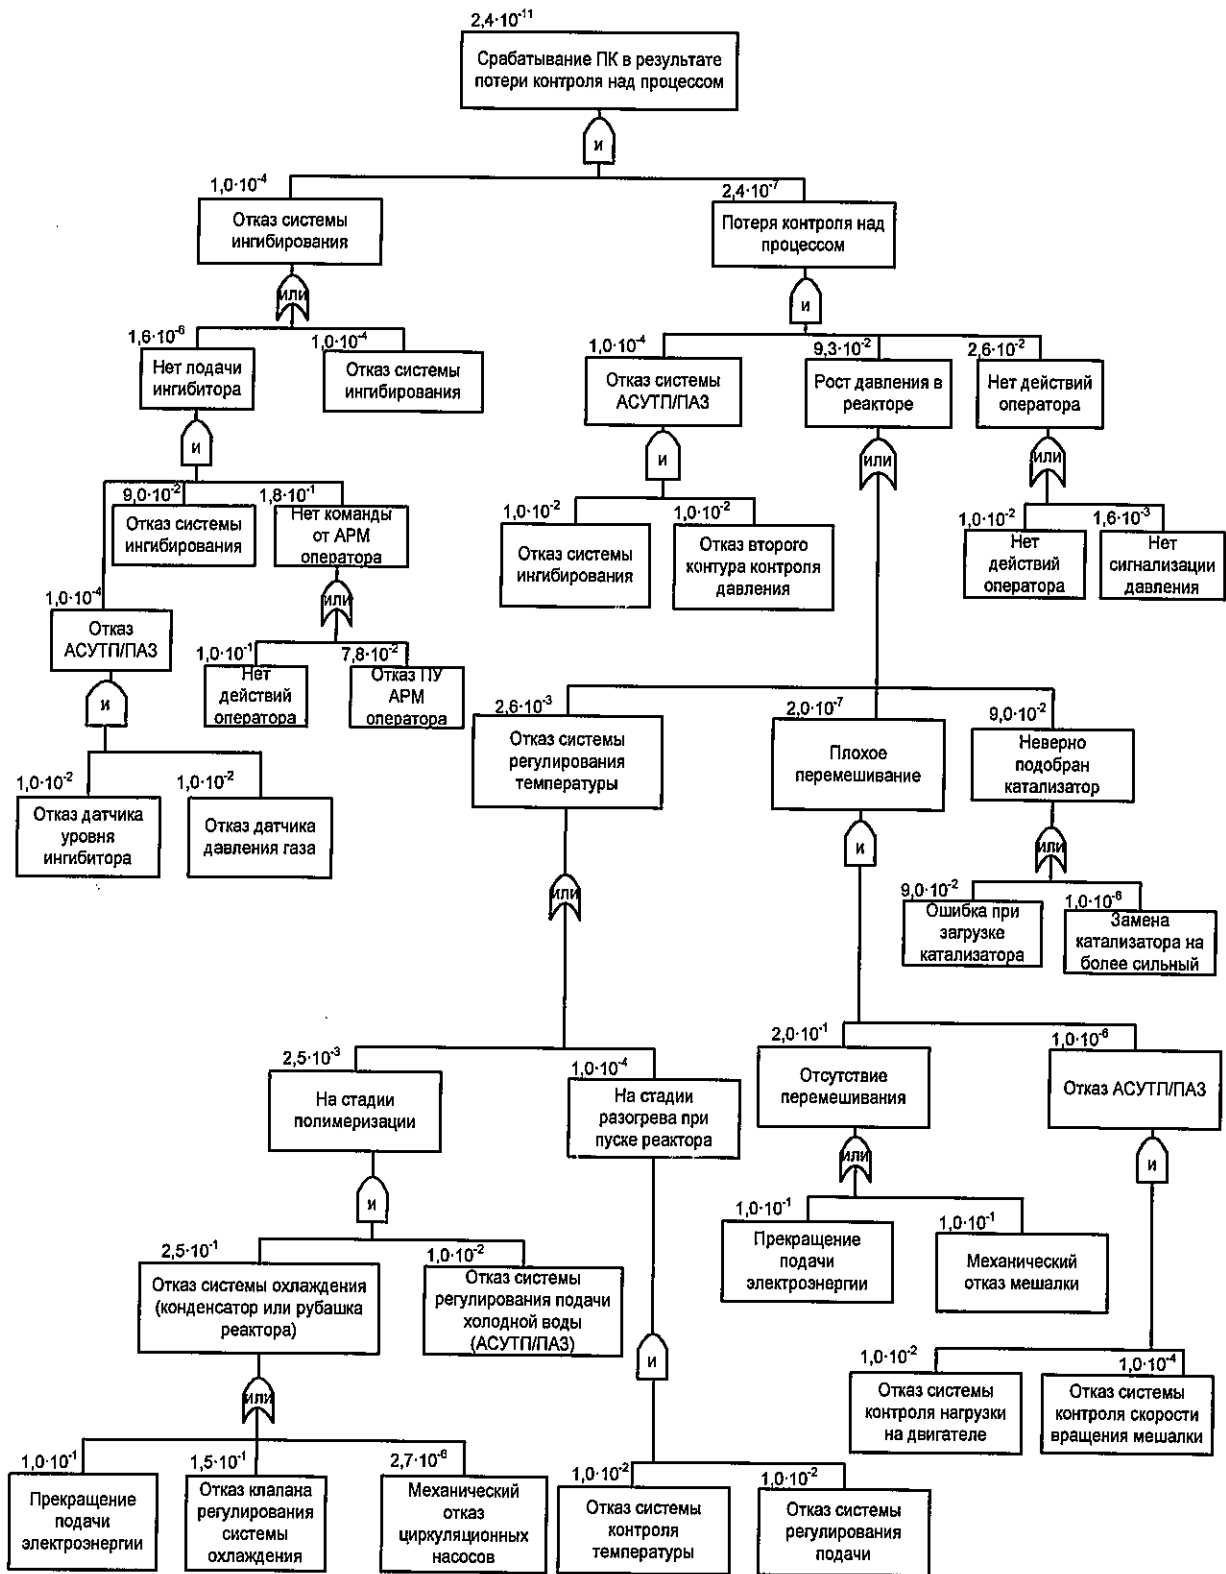 2,4·10⁻¹¹
Срабатывание ПК в результате
потери контроля над процессом
и
1,0·10⁻⁴
Отказ системы
ингибирования
2,4·10⁻⁷
Потеря контроля над
процессом
или
и
1,6·10⁻⁶
Нет подачи
ингибитора
1,0·10⁻⁴
Отказ системы
ингибирования
1,0·10⁻⁴
Отказ системы
АСУТП/ПАЗ
9,3·10⁻²
Рост давления в
реакторе
2,6·10⁻²
Нет действий
оператора
и
и
или
или
9,0·10⁻²
Отказ системы
ингибирования
1,8·10⁻¹
Нет команды
от АРМ
оператора
1,0·10⁻²
Отказ системы
ингибирования
1,0·10⁻²
Отказ второго
контура контроля
давления
1,0·10⁻²
Нет
действий
оператора
1,6·10⁻³
Нет
сигнализации
давления
1,0·10⁻⁴
Отказ
АСУТП/ПАЗ
или
и
1,0·10⁻¹
Нет
действий
оператора
7,8·10⁻²
Отказ ПУ
АРМ
оператора
2,6·10⁻³
Отказ системы
регулирования
температуры
2,0·10⁻⁷
Плохое
перемешивание
9,0·10⁻²
Неверно
подобран
катализатор
1,0·10⁻²
Отказ датчика
уровня
ингибитора
1,0·10⁻²
Отказ датчика
давления газа
или
и
или
9,0·10⁻²
Ошибка при
загрузке
катализатора
1,0·10⁻⁶
Замена
катализатора на
более сильный
2,5·10⁻³
На стадии
полимеризации
1,0·10⁻⁴
На стадии
разогрева при
пуске реактора
2,0·10⁻¹
Отсутствие
перемешивания
1,0·10⁻⁶
Отказ АСУТП/ПАЗ
и
или
и
2,5·10⁻¹
Отказ системы охлаждения
(конденсатор или рубашка
реактора)
1,0·10⁻²
Отказ системы
регулирования подачи
холодной воды
(АСУТП/ПАЗ)
1,0·10⁻¹
Прекращение
подачи
электроэнергии
1,0·10⁻¹
Механический
отказ мешалки
или
и
1,0·10⁻²
Отказ системы
контроля нагрузки
на двигателе
1,0·10⁻⁴
Отказ системы
контроля скорости
вращения мешалки
1,0·10⁻¹
Прекращение
подачи
электроэнергии
1,5·10⁻¹
Отказ клапана
регулирования
системы
охлаждения
2,7·10⁻⁶
Механический
отказ
циркуляционных
насосов
1,0·10⁻²
Отказ системы
контроля
температуры
1,0·10⁻²
Отказ системы
регулирования
подачи